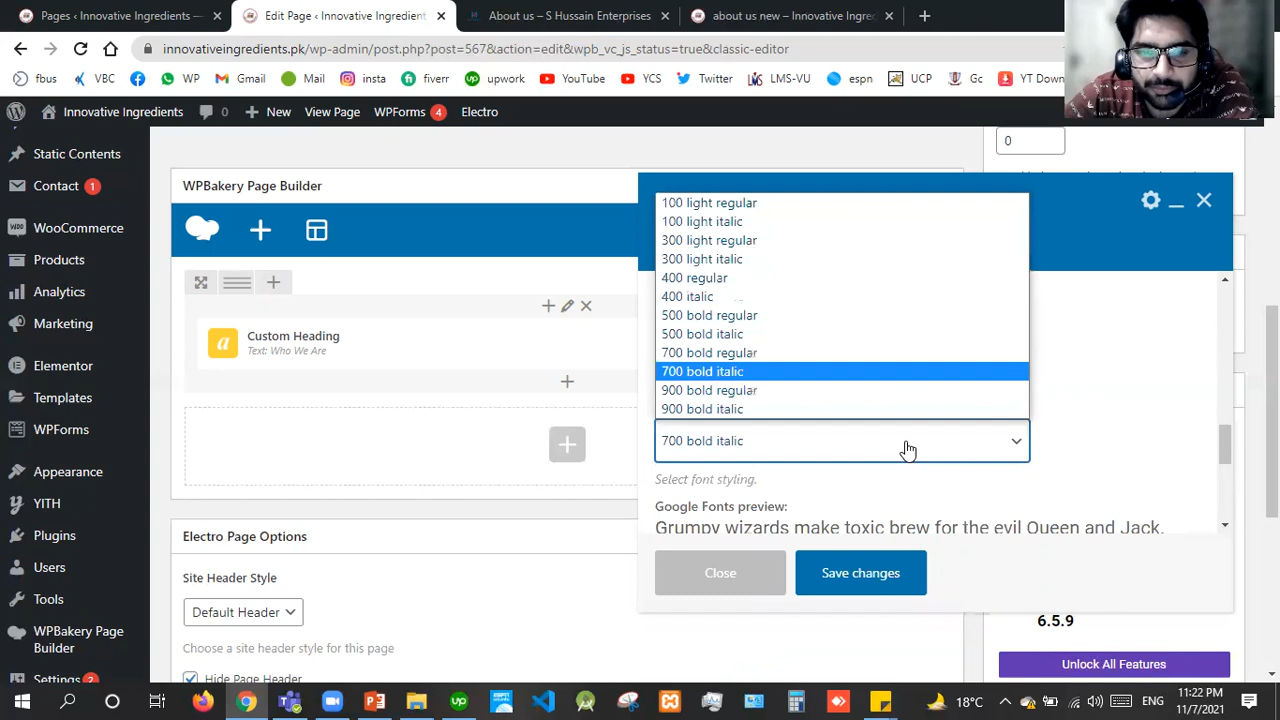 Pages ‹ Innovative Ingredients —
Edit Page ‹ Innovative Ingredient
About us – S Hussain Enterprises
about us new – Innovative Ingre
innovativeingredients.pk/wp-admin/post.php?post=567&action=edit&wpb_vc_js_status=true&classic-editor
fbus
VBC
WP
Gmail
Mail
insta
fiverr
upwork
YouTube
YCS
Twitter
LMS-VU
espn
UCP
Gc
YT Down
Innovative Ingredients
0
New
View Page
WPForms 4
Electro
Static Contents
Contact 1
WooCommerce
Products
Analytics
Marketing
Elementor
Templates
WPForms
Appearance
YITH
Plugins
Users
Tools
WPBakery Page
Builder
Settings 2
WPBakery Page Builder
Custom Heading
Text: Who We Are
Electro Page Options
Site Header Style
Default Header
Choose a site header style for this page
Hide Page Header
0
100 light regular
100 light italic
300 light regular
300 light italic
400 regular
400 italic
500 bold regular
500 bold italic
700 bold regular
700 bold italic
900 bold regular
900 bold italic
700 bold italic
Select font styling.
Google Fonts preview:
Grumpy wizards make toxic brew for the evil Queen and Jack.
Close
Save changes
6.5.9
Unlock All Features
18°C
ENG
11:22 PM
11/7/2021